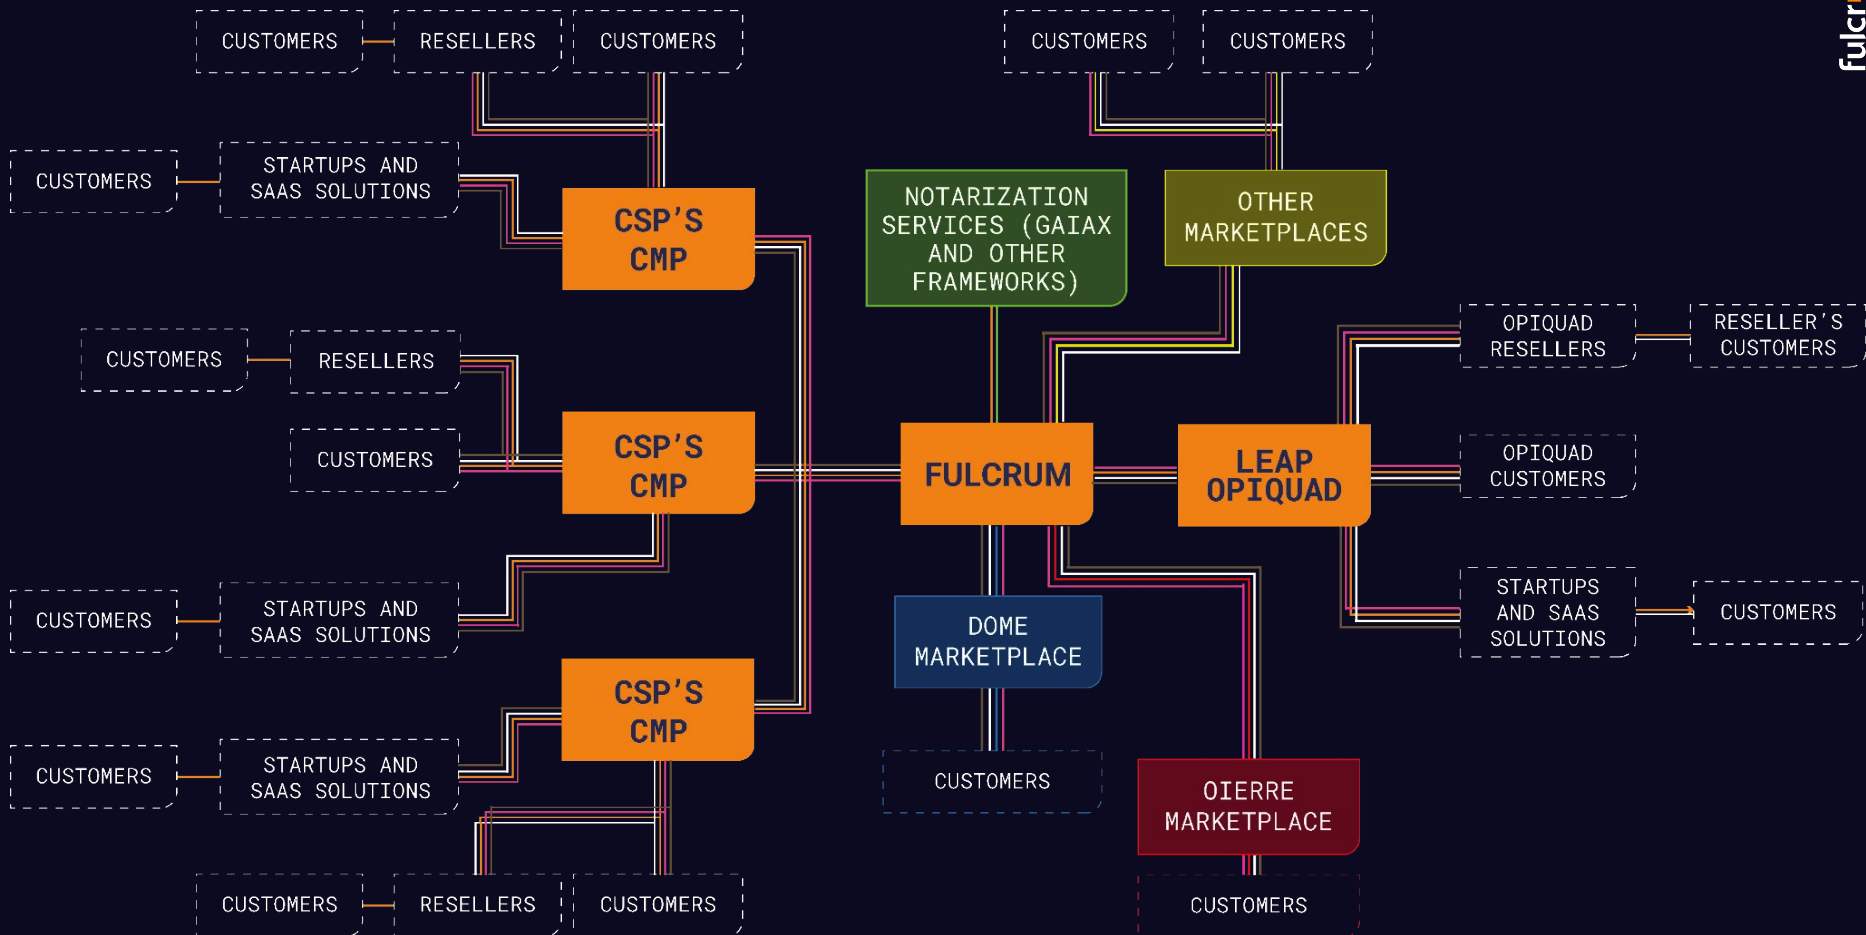 CUSTOMERS
RESELLERS
CUSTOMERS
CUSTOMERS
CUSTOMERS
fulcr
CUSTOMERS
STARTUPS AND
SAAS SOLUTIONS
CSP'S
CMP
NOTARIZATION
SERVICES (GAIAX
AND OTHER
FRAMEWORKS)
OTHER
MARKETPLACES
CUSTOMERS
RESELLERS
OPIQUAD
RESELLERS
RESELLER'S
CUSTOMERS
CUSTOMERS
CSP'S
CMP
FULCRUM
LEAP
OPIQUAD
OPIQUAD
CUSTOMERS
CUSTOMERS
STARTUPS AND
SAAS SOLUTIONS
DOME
MARKETPLACE
STARTUPS
AND SAAS
SOLUTIONS
CUSTOMERS
CSP'S
CMP
CUSTOMERS
STARTUPS AND
SAAS SOLUTIONS
CUSTOMERS
OIERRE
MARKETPLACE
CUSTOMERS
RESELLERS
CUSTOMERS
CUSTOMERS